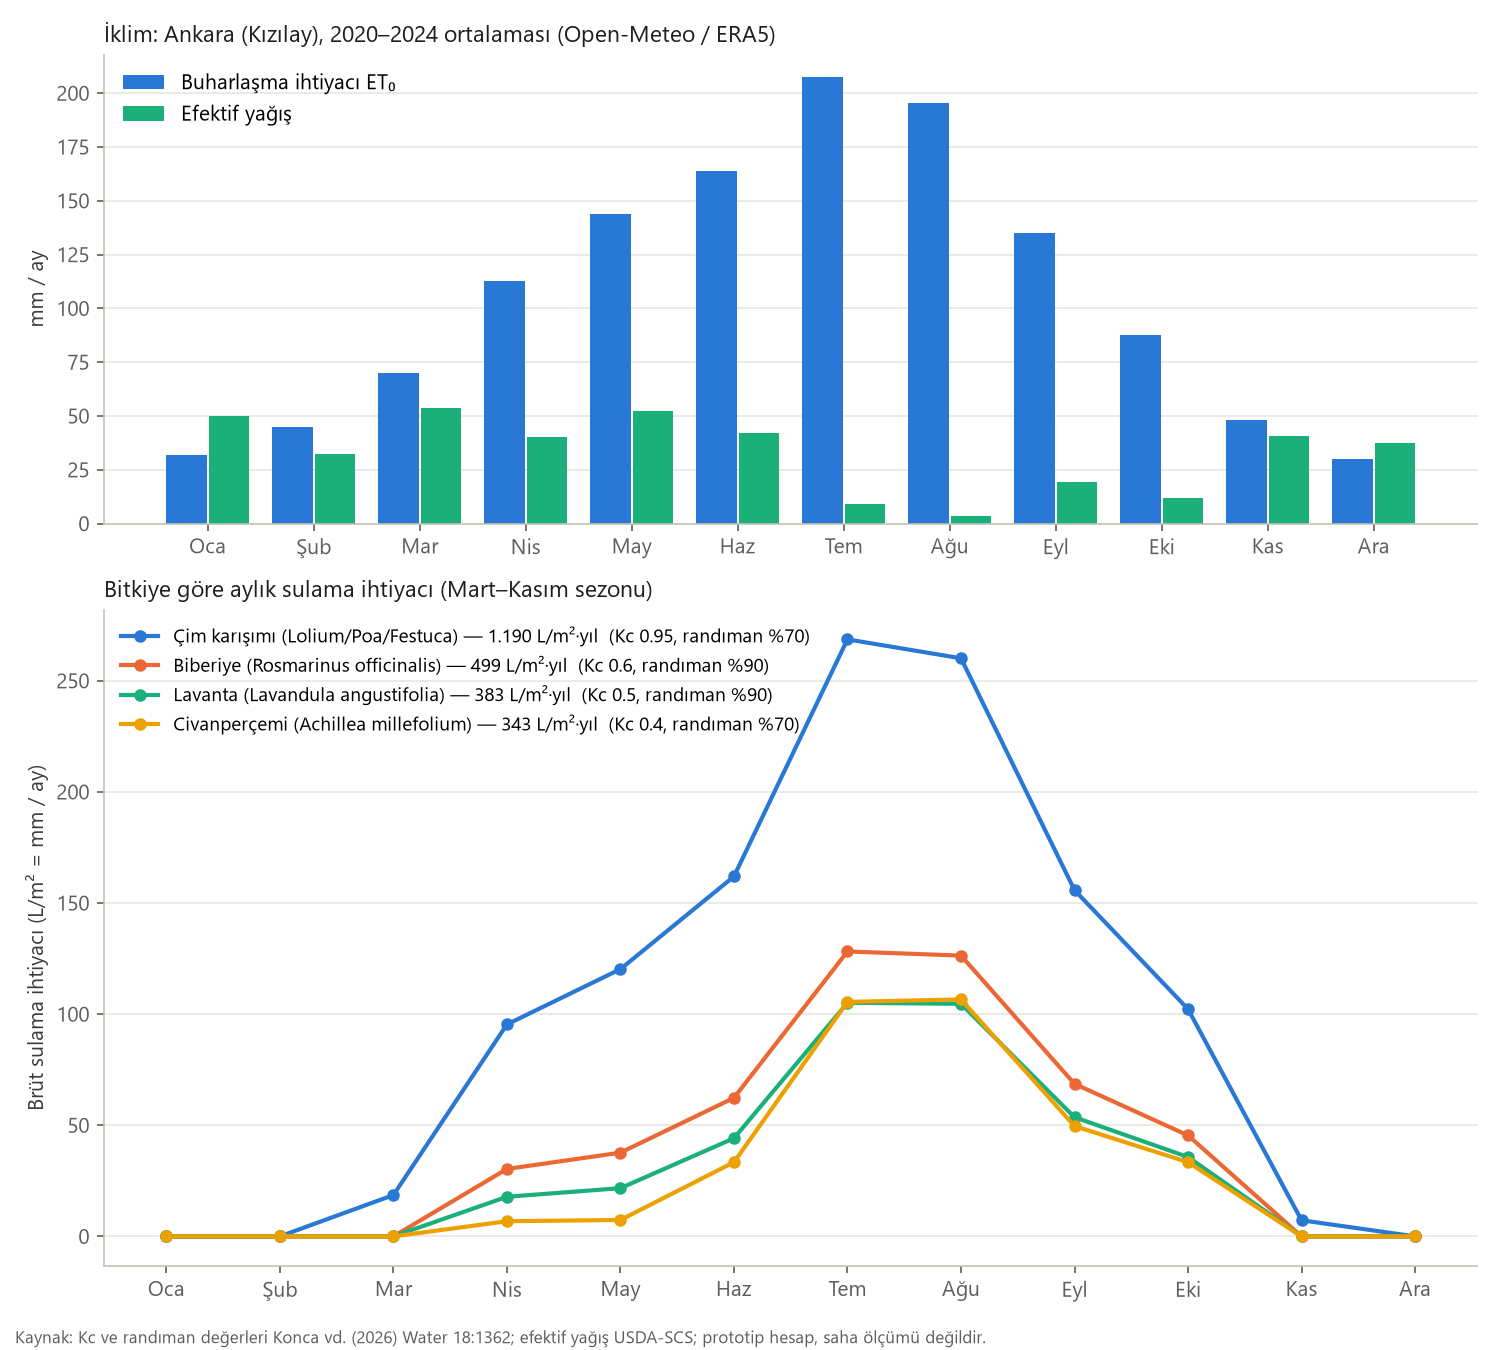 İklim: Ankara (Kızılay), 2020–2024 ortalaması (Open-Meteo / ERA5)
Buharlaşma ihtiyacı ET₀
Efektif yağış
mm / ay
200
175
150
125
100
75
50
25
0
Oca Şub Mar Nis May Haz Tem Ağu Eyl Eki Kas Ara
Bitkiye göre aylık sulama ihtiyacı (Mart–Kasım sezonu)
Çim karışımı (Lolium/Poa/Festuca) — 1.190 L/m²·yıl (Kc 0.95, randıman %70)
Biberiye (Rosmarinus officinalis) — 499 L/m²·yıl (Kc 0.6, randıman %90)
Lavanta (Lavandula angustifolia) — 383 L/m²·yıl (Kc 0.5, randıman %90)
Civanperçemi (Achillea millefolium) — 343 L/m²·yıl (Kc 0.4, randıman %70)
Brüt sulama ihtiyacı (L/m² = mm / ay)
250
200
150
100
50
0
Oca Şub Mar Nis May Haz Tem Ağu Eyl Eki Kas Ara
Kaynak: Kc ve randıman değerleri Konca vd. (2026) Water 18:1362; efektif yağış USDA-SCS; prototip hesap, saha ölçümü değildir.